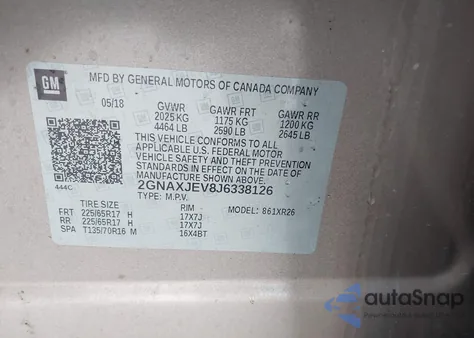 GM
MFD BY GENERAL MOTORS OF CANADA COMPANY
05/18 GVWR GAWR FRT GAWR RR
2025 KG 1175 KG 1200 KG
4464 LB 2590 LB 2645 LB
THIS VEHICLE CONFORMS TO ALL APPLICABLE
U.S. FEDERAL MOTOR
VEHICLE SAFETY AND THEFT PREVENTION
STANDARDS IN EFFECT ON THE DATE OF
MANUFACTURE SHOWN ABOVE.
444C 2GNAXJEV8J6338126
TYPE: M.P.V. MODEL: 861XR26
TIRE SIZE RIM
FRT 225/65R17 H 17X7J
RR 225/65R17 H 17X7J
SPA T135/70R16 M 16X4BT
autoSnap